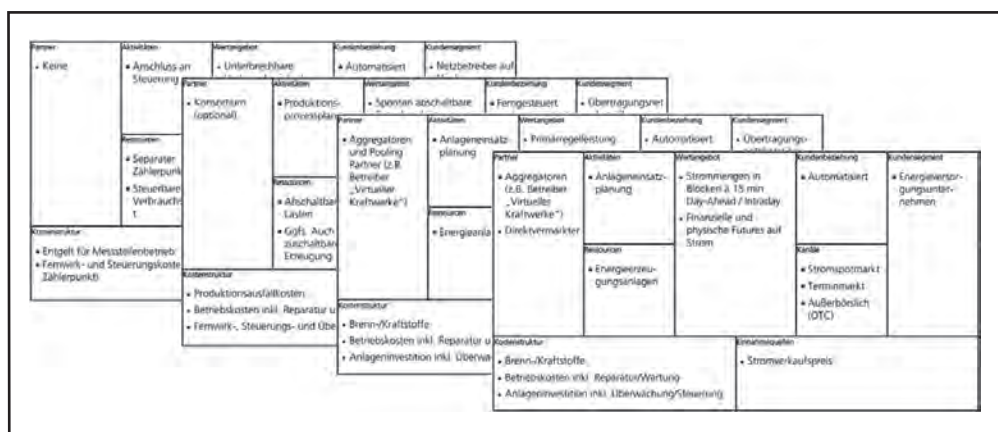 Partner
• Keine
Aktivitäten
• Anschluss an
Steuerung
Ressourcen
• Separater
Zählerpunkt
• Steuerbare
Wertangebot
• Unterbrechbare
Kundenbeziehung
• Automatisiert
Kundensegment
• Netzbetreiber auf
Kostenstruktur
• Entgelt für Messstellenbetrieb
• Fernwirk- und Steuerungskoste
Zählerpunkt)
Partner
• Konsortium
(optional)
Aktivitäten
• Produktions-
prozessplan
Ressourcen
• Abschaltbar
Lasten
• Ggfs. Auch
zuschaltbare
Erzeugung
Wertangebot
• Spontan abschaltbare
Kundenbeziehung
• Ferngesteuert
Kundensegment
• Übertragungsnet
Kostenstruktur
• Produktionsausfallkosten
• Betriebskosten inkl. Reparatur u
• Fernwirk-, Steuerungs- und Übe
Partner
• Aggregatoren
und Pooling
Partner (z.B.
Betreiber
„Virtueller
Kraftwerke“)
Aktivitäten
• Anlageneinsatz-
planung
Ressourcen
• Energieanla
Wertangebot
• Primärregelleistung
Kundenbeziehung
• Automatisiert
Kundensegment
• Übertragungs-
Kostenstruktur
• Brenn-/Kraftstoffe
• Betriebskosten inkl. Reparatur u
• Anlageninvestition inkl. Überwa
Partner
• Aggregatoren
(z.B. Betreiber
„Virtueller
Kraftwerke“)
• Direktvermarkter
Aktivitäten
• Anlageneinsatz-
planung
Ressourcen
• Energieerzeu-
gungsanlagen
Wertangebot
• Strommengen in
Blöcken à 15 min
Day-Ahead / Intraday
• Finanzielle und
physische Futures auf
Strom
Kundenbeziehung
• Automatisiert
Kanäle
• Stromspotmarkt
• Terminmarkt
• Außerbörslich
(OTC)
Kundensegment
• Energieversor-
gungsunter-
nehmen
Kostenstruktur
• Brenn-/Kraftstoffe
• Betriebskosten inkl. Reparatur/Wartung
• Anlageninvestition inkl. Überwachung/Steuerung
Einnahmequellen
• Stromverkaufspreis